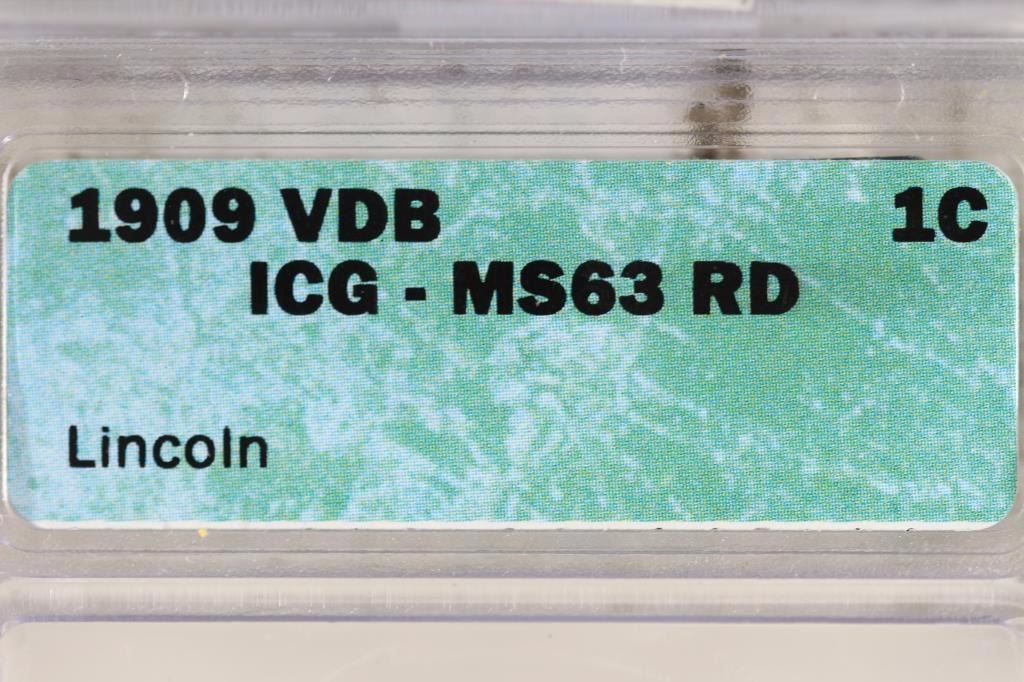 1909 VDB 1C
ICG - MS63 RD
Lincoln